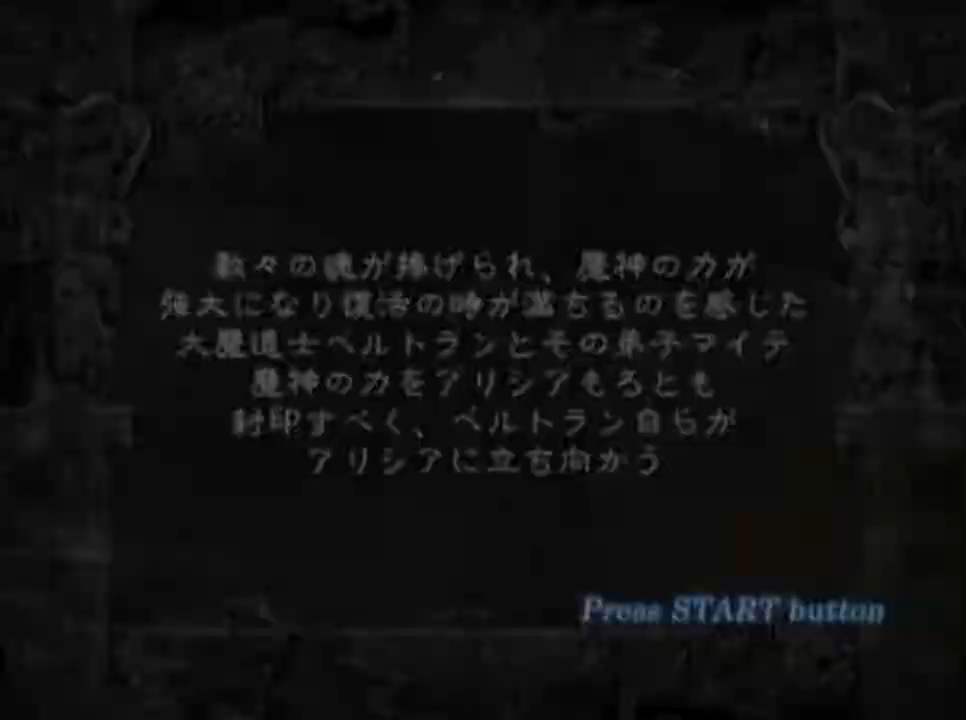 数々の魂が捧げられ、魔神の力が
強大になり復活の時が満ちるのを感じた
大魔道士ベルトランとその弟子マイテ
魔神の力をアリシアもろとも
封印すべく、ベルトラン自らが
アリシアに立ち向かう
Press START button